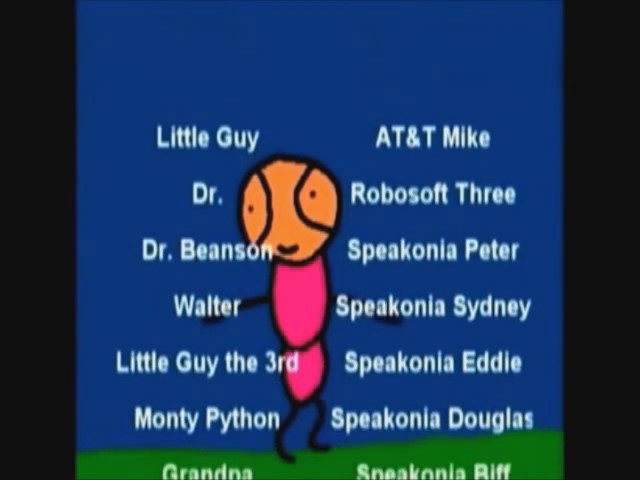 Little Guy AT&T Mike
Dr. Robosoft Three
Dr. Beanson Speakonia Peter
Walter Speakonia Sydney
Little Guy the 3rd Speakonia Eddie
Monty Python Speakonia Douglas
Grandpa Speakonia Biff